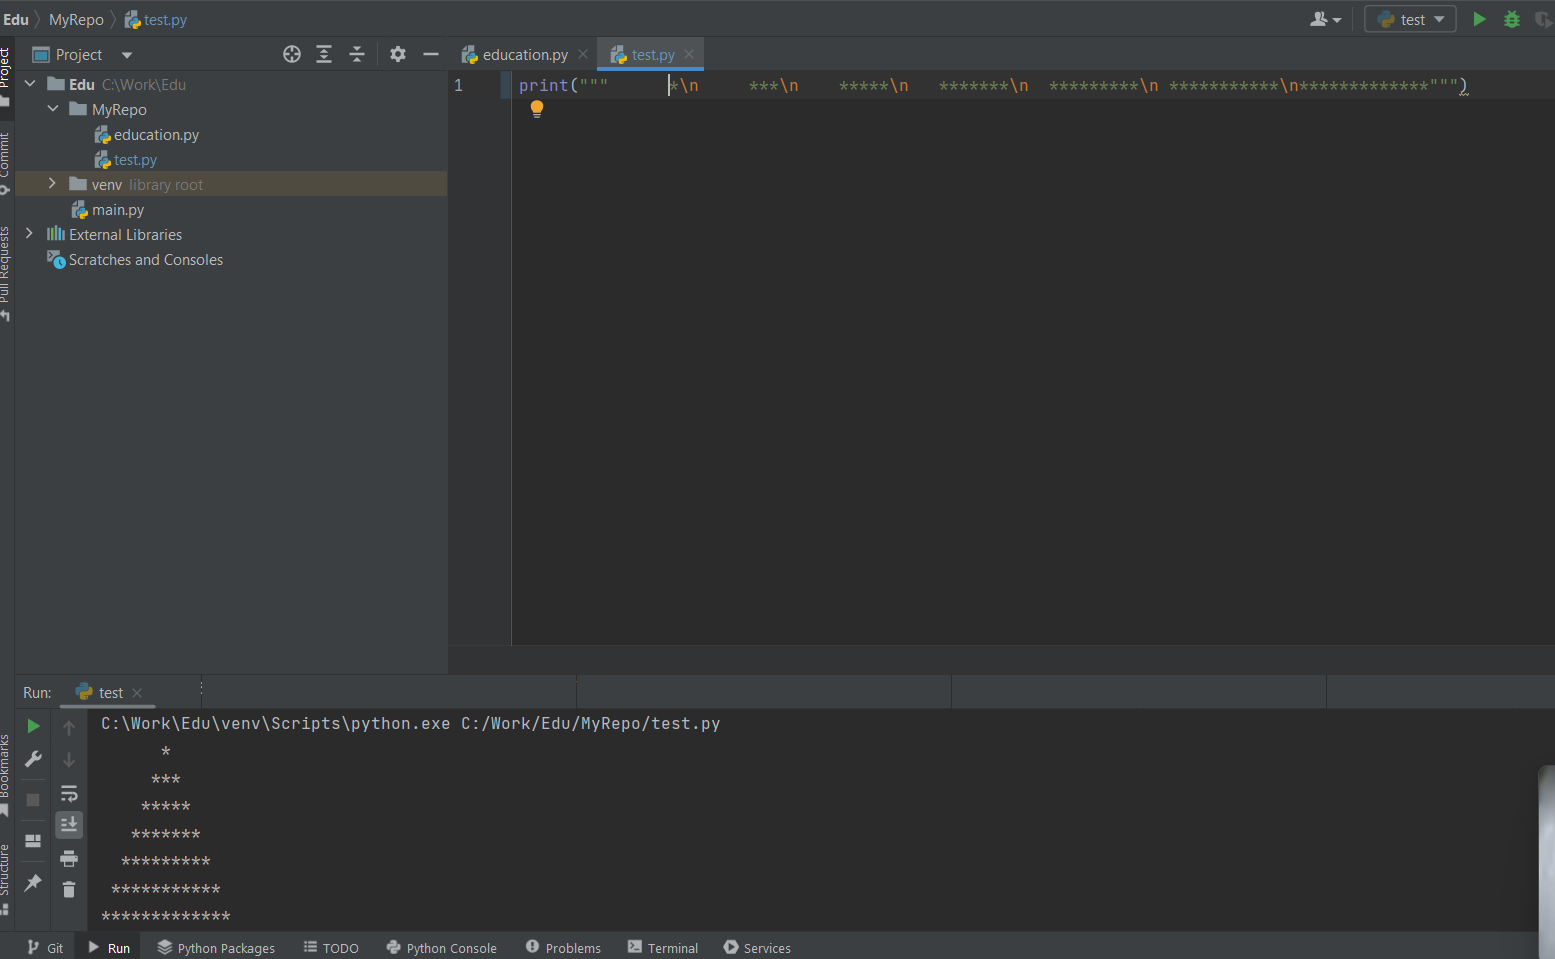 Edu MyRepo test.py test
Project education.py test.py
Project
Commit
Pull Requests
Bookmarks
Structure
Edu C:\Work\Edu
MyRepo
education.py
test.py
venv library root
main.py
External Libraries
Scratches and Consoles
1 print("""      *\n     ***\n    *****\n   *******\n  *********\n ***********\n*************""")
Run: test
C:\Work\Edu\venv\Scripts\python.exe C:/Work/Edu/MyRepo/test.py
      *
     ***
    *****
   *******
  *********
 ***********
*************
Git Run Python Packages TODO Python Console Problems Terminal Services